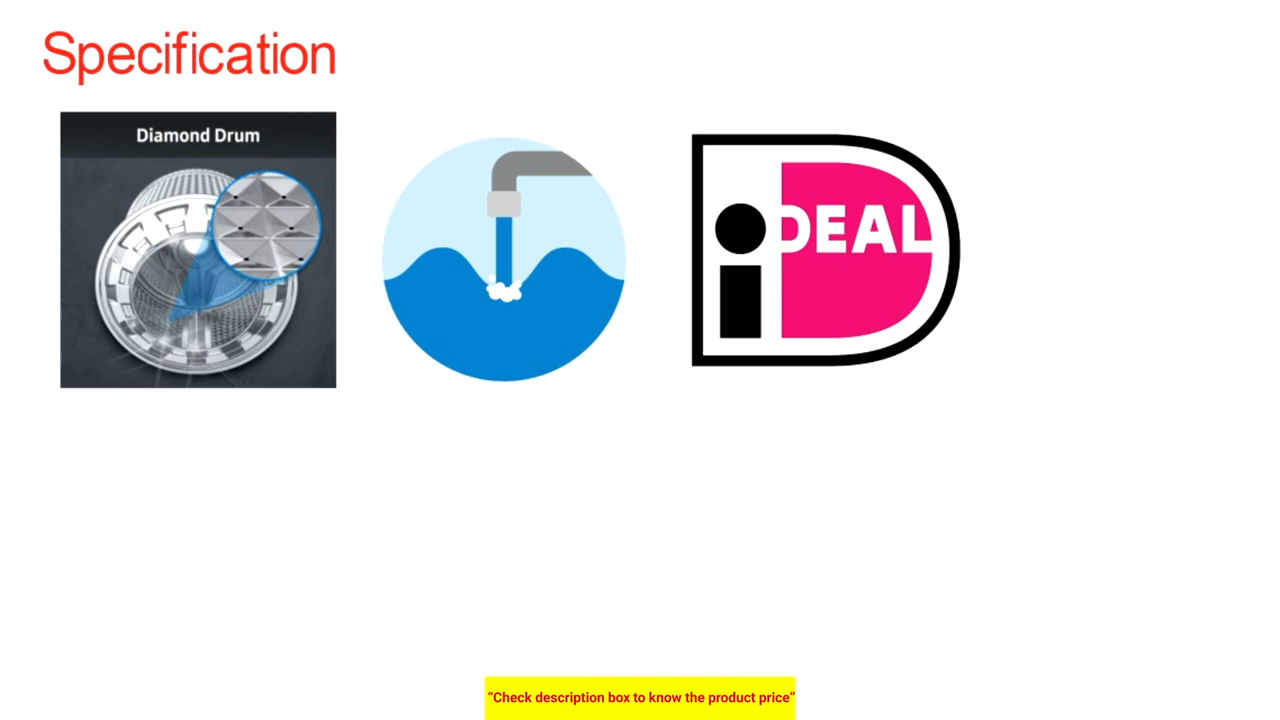 Specification
Diamond Drum
iDEAL
“Check description box to know the product price”